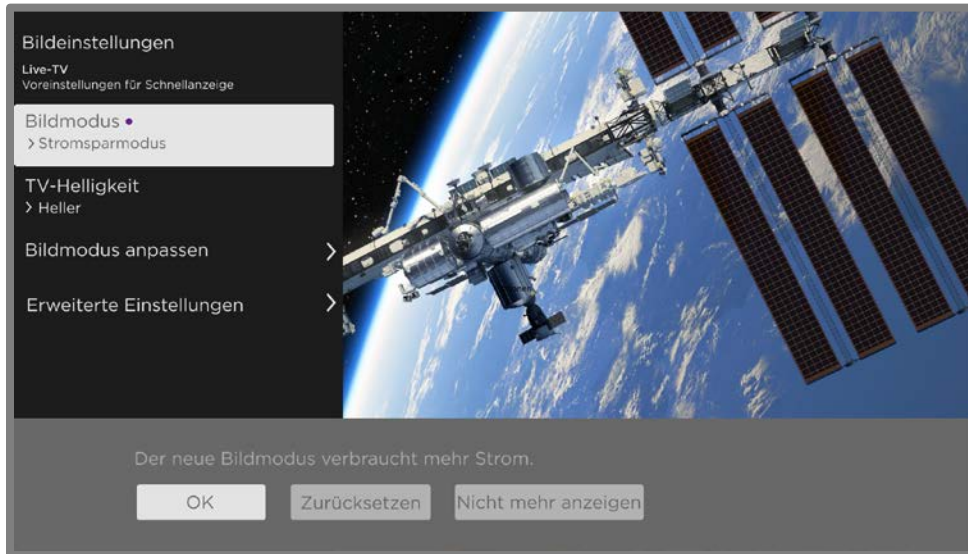 Bildeinstellungen
Live-TV
Voreinstellungen für Schnellanzeige
Bildmodus •
> Stromsparmodus
TV-Helligkeit
> Heller
Bildmodus anpassen >
Erweiterte Einstellungen >
Der neue Bildmodus verbraucht mehr Strom.
OK Zurücksetzen Nicht mehr anzeigen